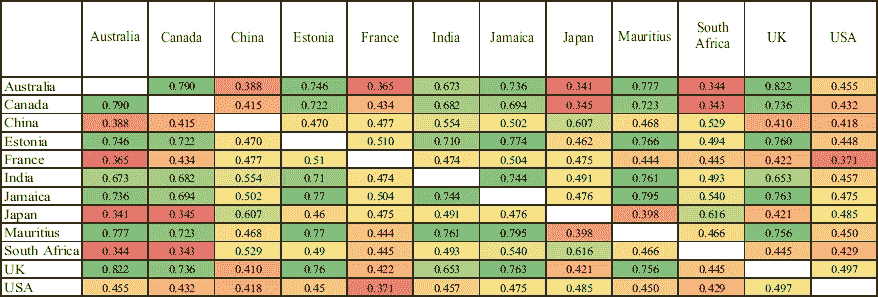 Australia Canada China Estonia France India Jamaica Japan Mauritius South Africa UK USA
Australia 0.790 0.388 0.746 0.365 0.673 0.736 0.341 0.777 0.344 0.822 0.455
Canada 0.790 0.415 0.722 0.434 0.682 0.694 0.345 0.723 0.343 0.736 0.432
China 0.388 0.415 0.470 0.477 0.554 0.502 0.607 0.468 0.529 0.410 0.418
Estonia 0.746 0.722 0.470 0.510 0.710 0.774 0.462 0.766 0.494 0.760 0.448
France 0.365 0.434 0.477 0.51 0.474 0.504 0.475 0.444 0.445 0.422 0.371
India 0.673 0.682 0.554 0.71 0.474 0.744 0.491 0.761 0.493 0.653 0.457
Jamaica 0.736 0.694 0.502 0.77 0.504 0.744 0.476 0.795 0.540 0.763 0.475
Japan 0.341 0.345 0.607 0.46 0.475 0.491 0.476 0.398 0.616 0.421 0.485
Mauritius 0.777 0.723 0.468 0.77 0.444 0.761 0.795 0.398 0.466 0.756 0.450
South Africa 0.344 0.343 0.529 0.49 0.445 0.493 0.540 0.616 0.466 0.445 0.429
UK 0.822 0.736 0.410 0.76 0.422 0.653 0.763 0.421 0.756 0.445 0.497
USA 0.455 0.432 0.418 0.45 0.371 0.457 0.475 0.485 0.450 0.429 0.497